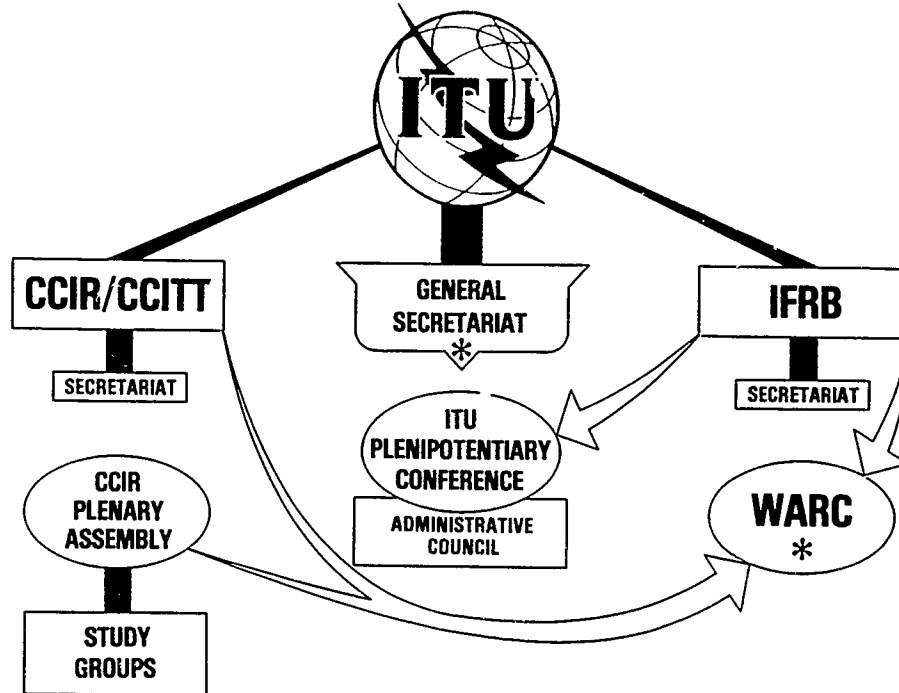 ITU
CCIR/CCITT
SECRETARIAT
GENERAL
SECRETARIAT
*
IFRB
SECRETARIAT
ITU
PLENIPOTENTIARY
CONFERENCE
ADMINISTRATIVE
COUNCIL
CCIR
PLENARY
ASSEMBLY
STUDY
GROUPS
WARC
*